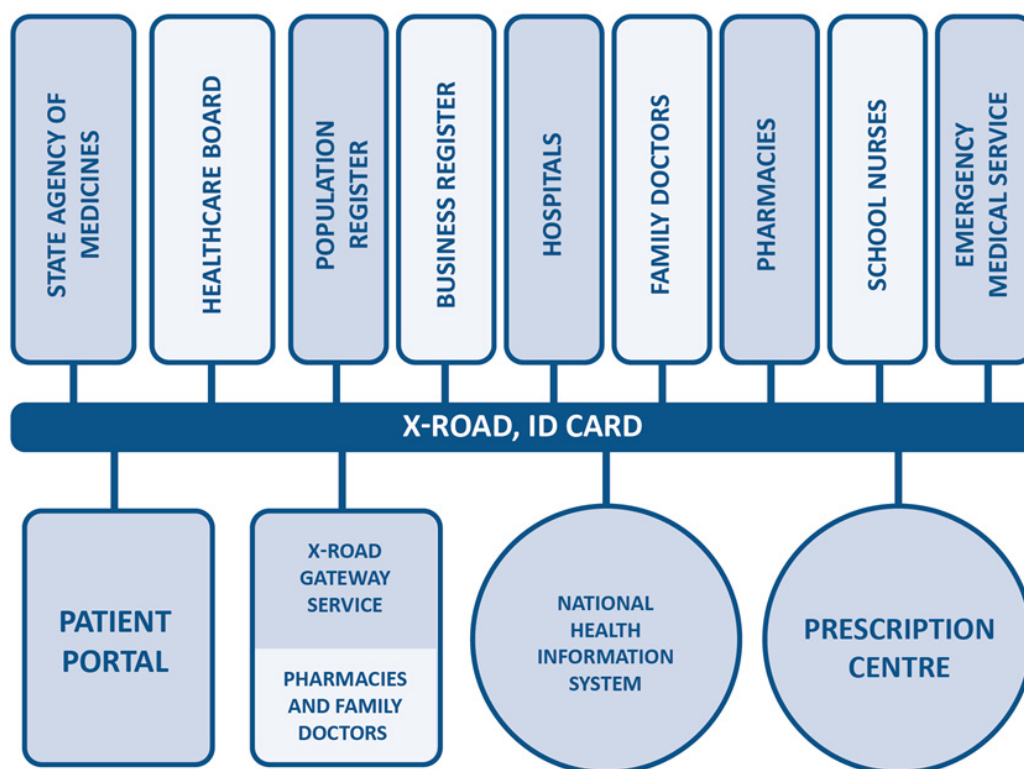 STATE AGENCY OF
MEDICINES
HEALTHCARE BOARD
POPULATION
REGISTER
BUSINESS REGISTER
HOSPITALS
FAMILY DOCTORS
PHARMACIES
SCHOOL NURSES
EMERGENCY
MEDICAL SERVICE
X-ROAD, ID CARD
PATIENT
PORTAL
X-ROAD
GATEWAY
SERVICE
PHARMACIES
AND FAMILY
DOCTORS
NATIONAL
HEALTH
INFORMATION
SYSTEM
PRESCRIPTION
CENTRE